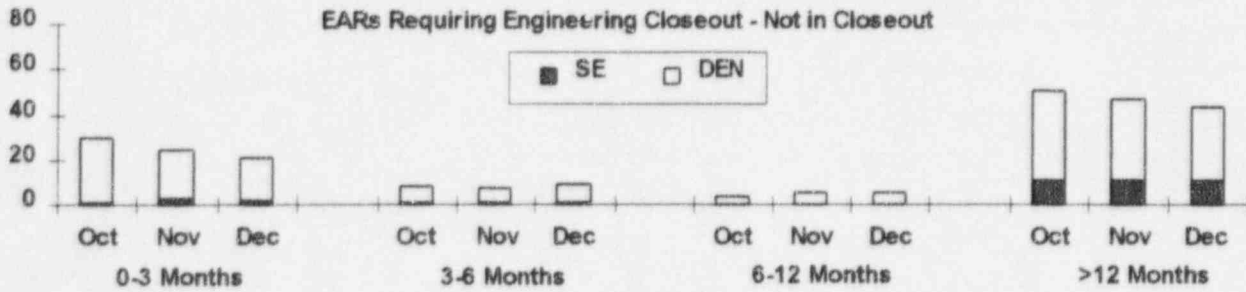 EARs Requiring Engineering Closeout - Not in Closeout
SE DEN
80
60
40
20
0
Oct Nov Dec Oct Nov Dec Oct Nov Dec Oct Nov Dec
0-3 Months 3-6 Months 6-12 Months >12 Months